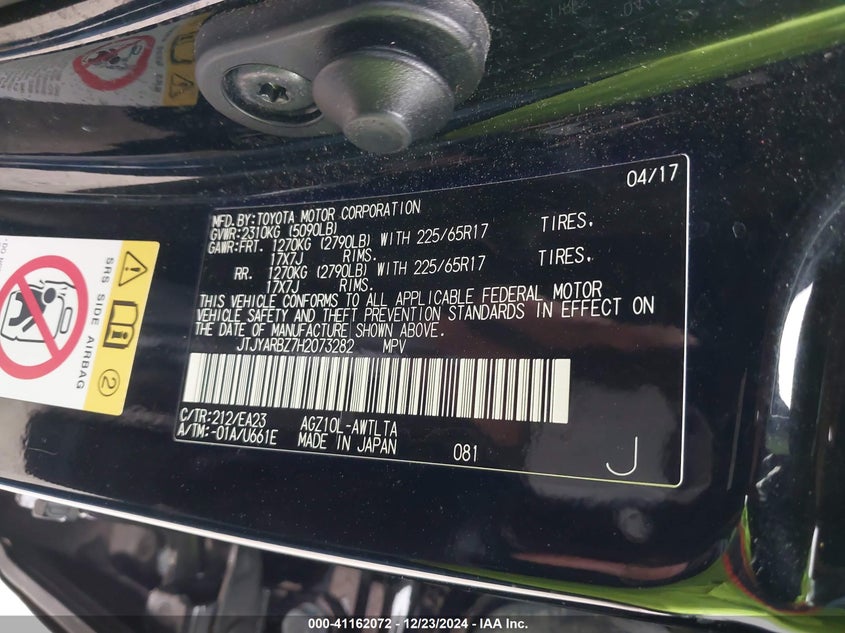 04/17
MFD.BY:TOYOTA MOTOR CORPORATION
GVWR:2310KG (5090LB)
GAWR:FRT. 1270KG (2790LB) WITH 225/65R17 TIRES.
17X7J RIMS.
RR. 1270KG (2790LB) WITH 225/65R17 TIRES.
17X7J RIMS.
THIS VEHICLE CONFORMS TO ALL APPLICABLE FEDERAL MOTOR
VEHICLE SAFETY AND THEFT PREVENTION STANDARDS IN EFFECT ON
THE DATE OF MANUFACTURE SHOWN ABOVE.
JTJYARBZ7H2073282 MPV
C/TR:212/EA23 AGZ10L-AWTLTA
A/TM:-01A/U661E MADE IN JAPAN 081
J
SRS SIDE AIRBAG
2
000-41162072 - 12/23/2024 - IAA Inc.